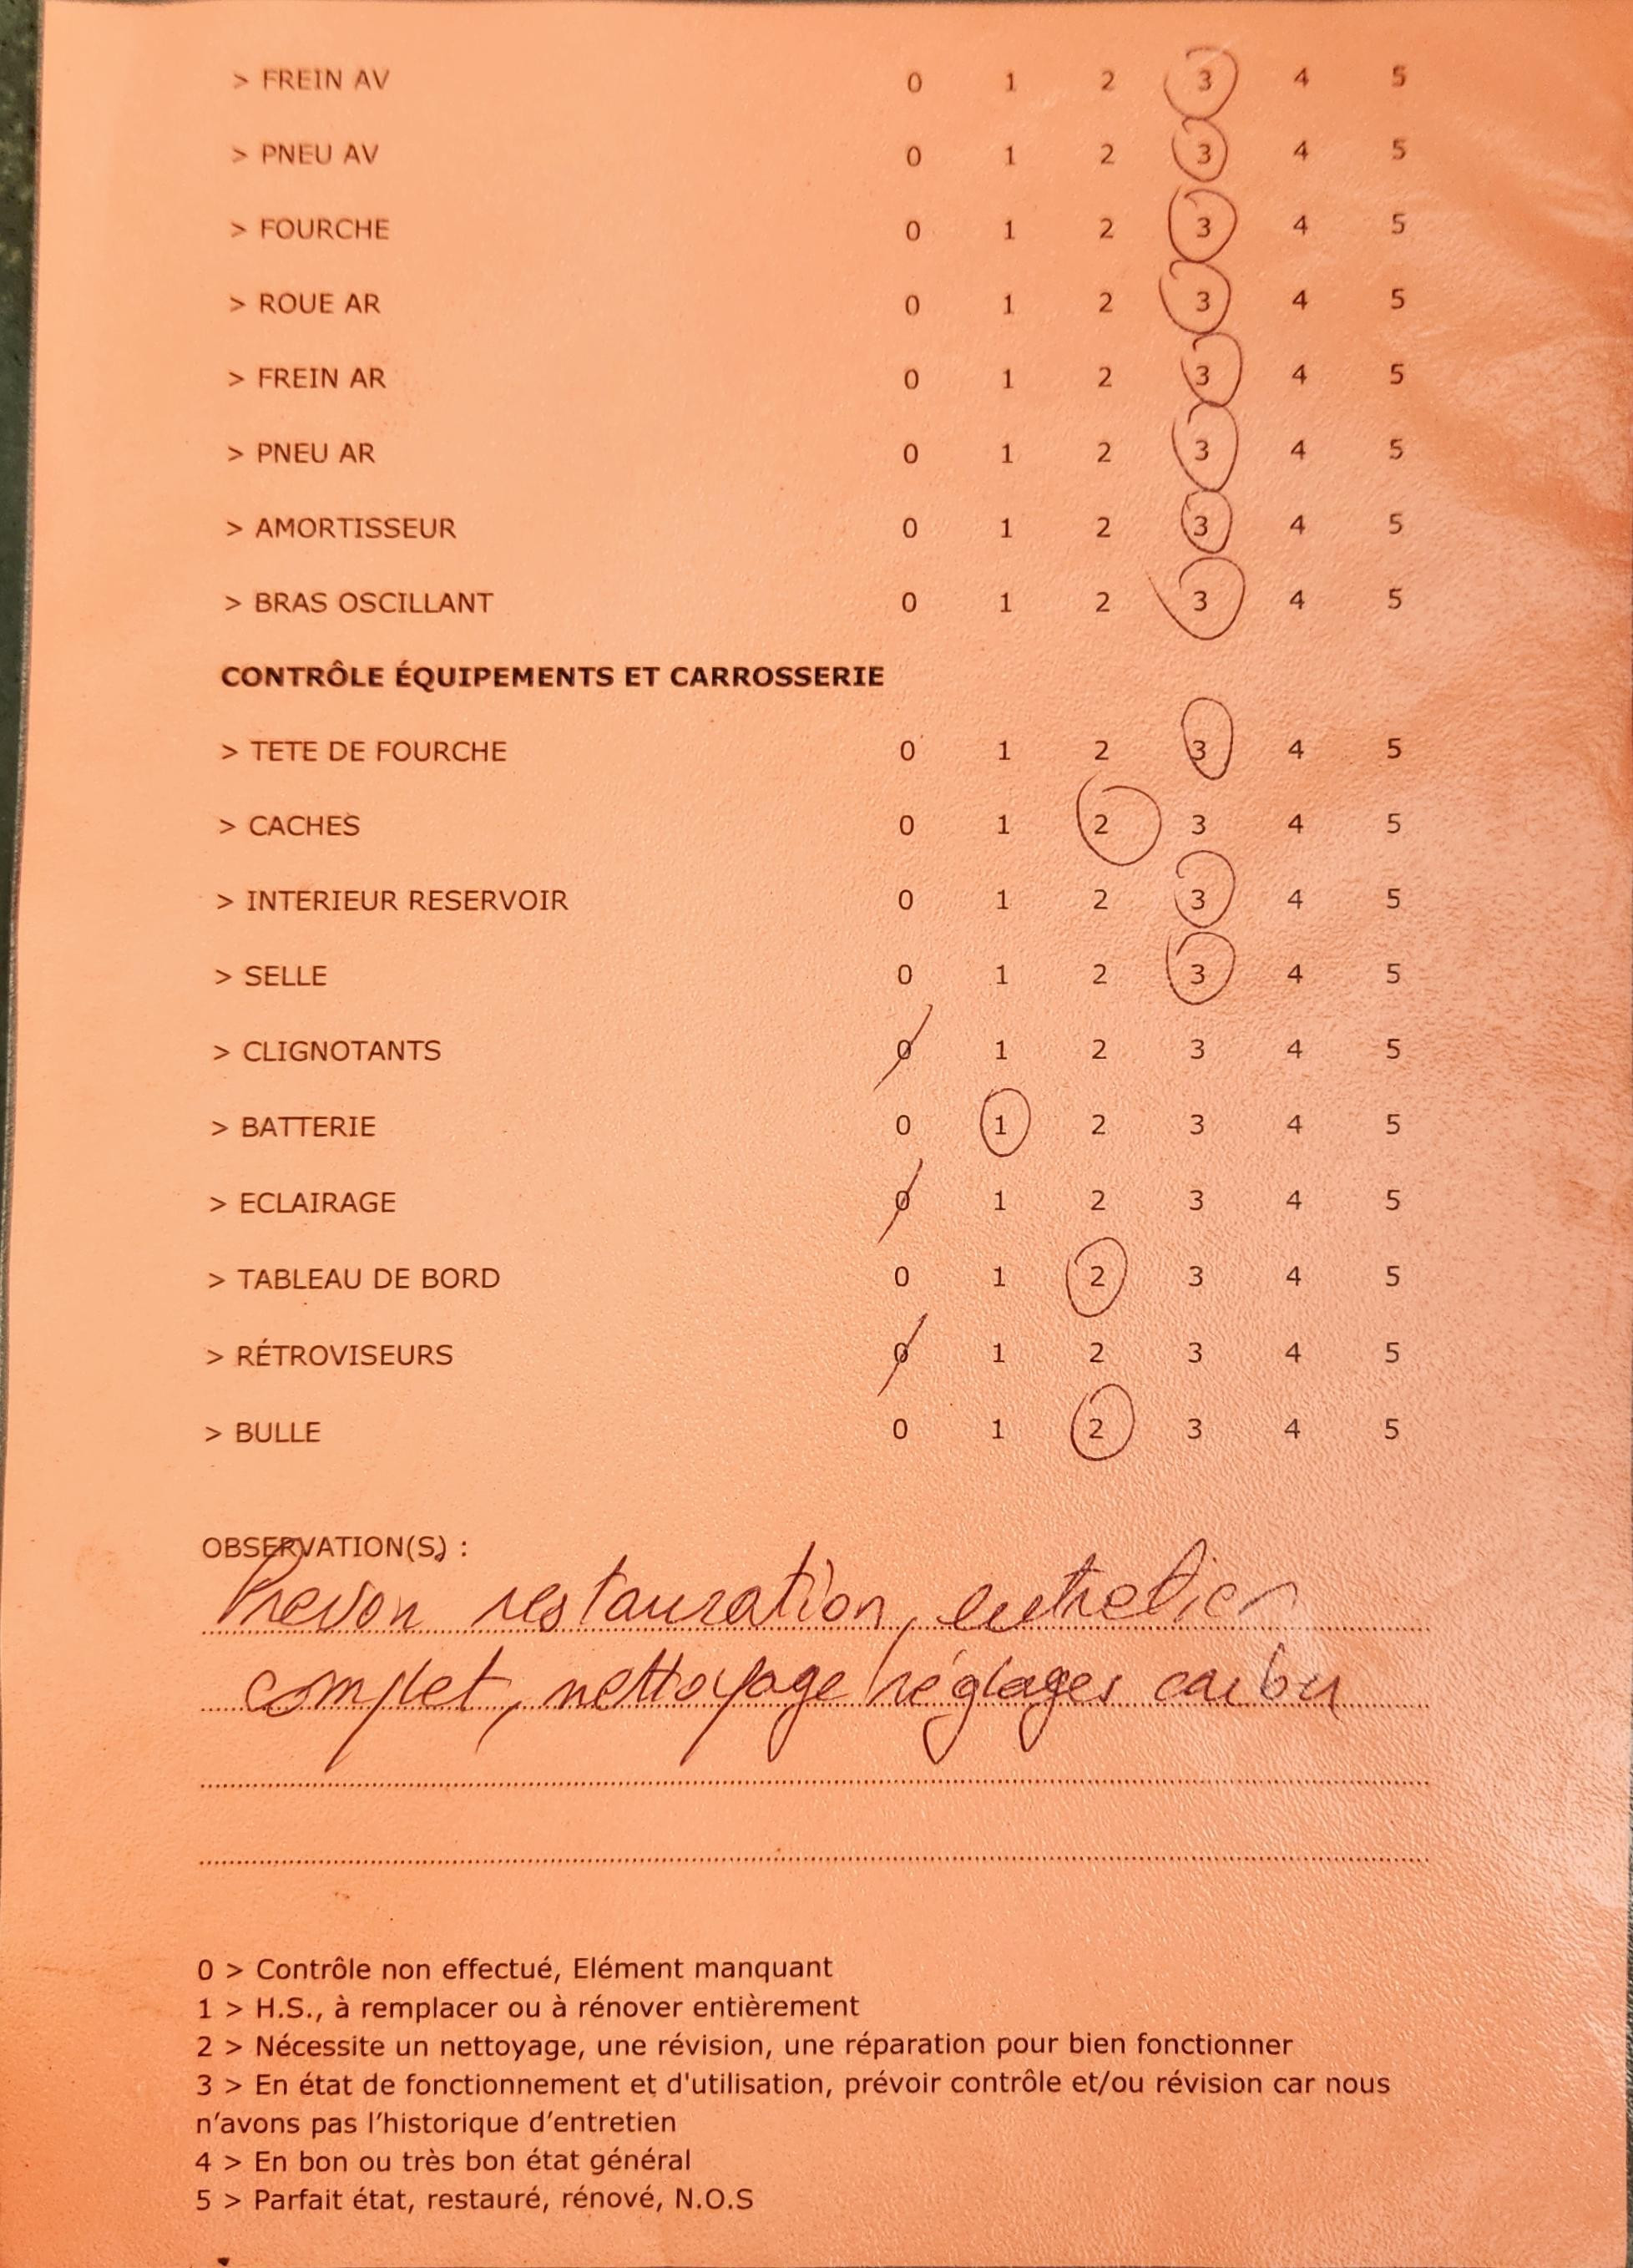 > FREIN AV 0 1 2 3 4 5
> PNEU AV 0 1 2 3 4 5
> FOURCHE 0 1 2 3 4 5
> ROUE AR 0 1 2 3 4 5
> FREIN AR 0 1 2 3 4 5
> PNEU AR 0 1 2 3 4 5
> AMORTISSEUR 0 1 2 3 4 5
> BRAS OSCILLANT 0 1 2 3 4 5
CONTRÔLE ÉQUIPEMENTS ET CARROSSERIE
> TETE DE FOURCHE 0 1 2 3 4 5
> CACHES 0 1 2 3 4 5
> INTERIEUR RESERVOIR 0 1 2 3 4 5
> SELLE 0 1 2 3 4 5
> CLIGNOTANTS 0 1 2 3 4 5
> BATTERIE 0 1 2 3 4 5
> ECLAIRAGE 0 1 2 3 4 5
> TABLEAU DE BORD 0 1 2 3 4 5
> RÉTROVISEURS 0 1 2 3 4 5
> BULLE 0 1 2 3 4 5
OBSERVATION(S) :
restauration, entretien
complet, nettoyage/réglages carbu
0 > Contrôle non effectué, Elément manquant
1 > H.S., à remplacer ou à rénover entièrement
2 > Nécessite un nettoyage, une révision, une réparation pour bien fonctionner
3 > En état de fonctionnement et d'utilisation, prévoir contrôle et/ou révision car nous
n'avons pas l'historique d'entretien
4 > En bon ou très bon état général
5 > Parfait état, restauré, rénové, N.O.S